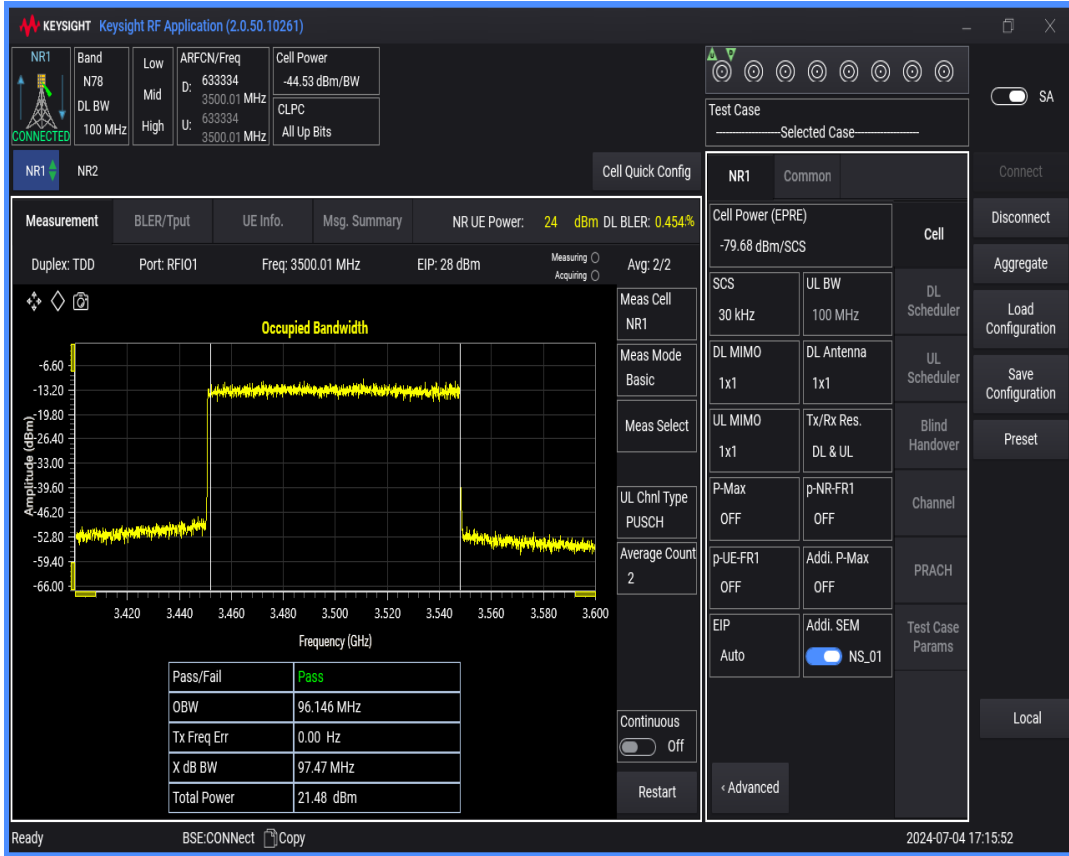 KEYSIGHT Keysight RF Application (2.0.50.10261)
NR1
CONNECTED
Band
N78
DL BW
100 MHz
Low
Mid
High
ARFCN/Freq
D: 633334
3500.01 MHz
U: 633334
3500.01 MHz
Cell Power
-44.53 dBm/BW
CLPC
All Up Bits
Test Case
--------------------Selected Case-----------------
SA
NR1
NR2
Cell Quick Config
Measurement
BLER/Tput
UE Info.
Msg. Summary
NR UE Power: 24 dBm DL BLER: 0.454%
Duplex: TDD
Port: RFIO1
Freq: 3500.01 MHz
EIP: 28 dBm
Measuring
Acquiring
Avg: 2/2
Occupied Bandwidth
Amplitude (dBm)
-6.60
-13.20
-19.80
-26.40
-33.00
-39.60
-46.20
-52.80
-59.40
-66.00
3.420 3.440 3.460 3.480 3.500 3.520 3.540 3.560 3.580 3.600
Frequency (GHz)
Pass/Fail Pass
OBW 96.146 MHz
Tx Freq Err 0.00 Hz
X dB BW 97.47 MHz
Total Power 21.48 dBm
Meas Cell
NR1
Meas Mode
Basic
Meas Select
UL Chnl Type
PUSCH
Average Count
2
Continuous
Off
Restart
NR1
Common
Cell Power (EPRE)
-79.68 dBm/SCS
SCS
30 kHz
UL BW
100 MHz
DL MIMO
1x1
DL Antenna
1x1
UL MIMO
1x1
Tx/Rx Res.
DL & UL
P-Max
OFF
p-NR-FR1
OFF
p-UE-FR1
OFF
Addi. P-Max
OFF
EIP
Auto
Addi. SEM
NS_01
‹ Advanced
Cell
DL
Scheduler
UL
Scheduler
Blind
Handover
Channel
PRACH
Test Case
Params
Connect
Disconnect
Aggregate
Load
Configuration
Save
Configuration
Preset
Local
Ready
BSE:CONNect
Copy
2024-07-04 17:15:52